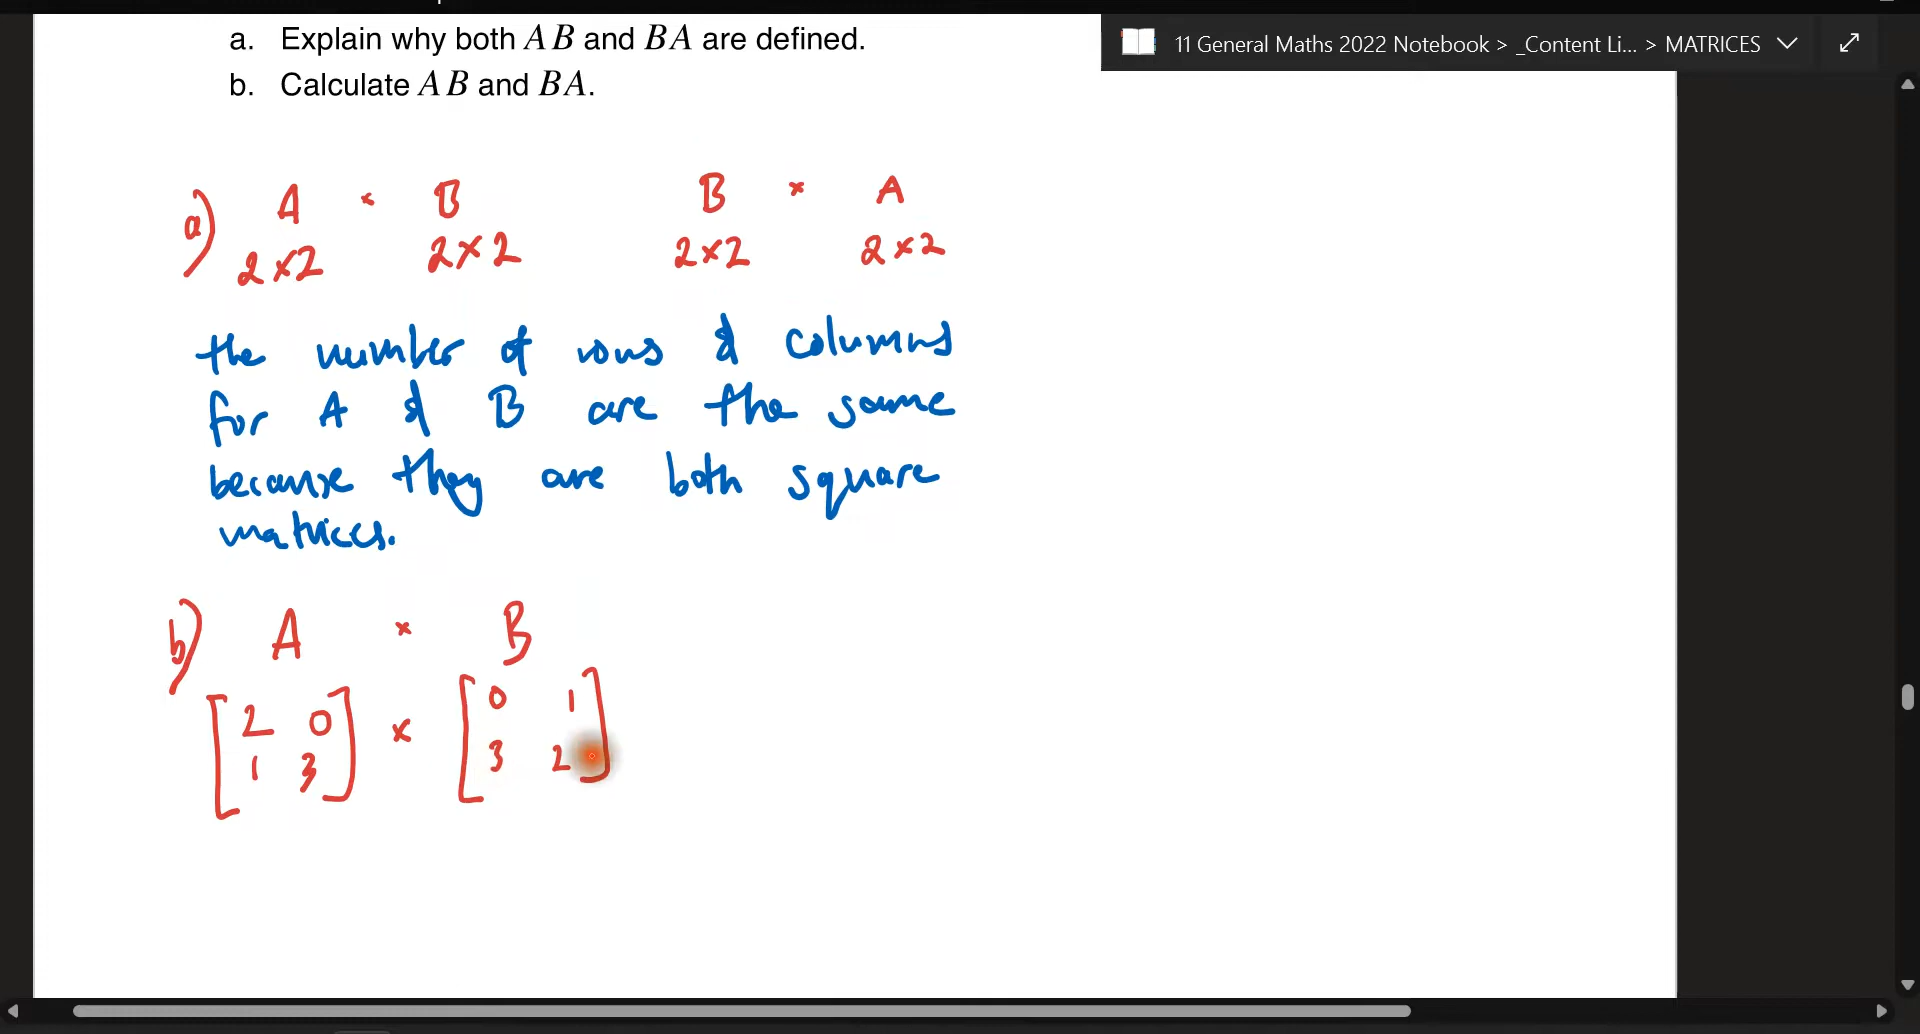 11 General Maths 2022 Notebook > _Content Li... > MATRICES
a. Explain why both AB and BA are defined.
b. Calculate AB and BA.
a) A × B B × A
2×2 2×2 2×2 2×2
the number of rows & columns
for A & B are the same
because they are both square
matrices.
b) A × B
[2 0] × [0 1]
[1 3] [3 2]